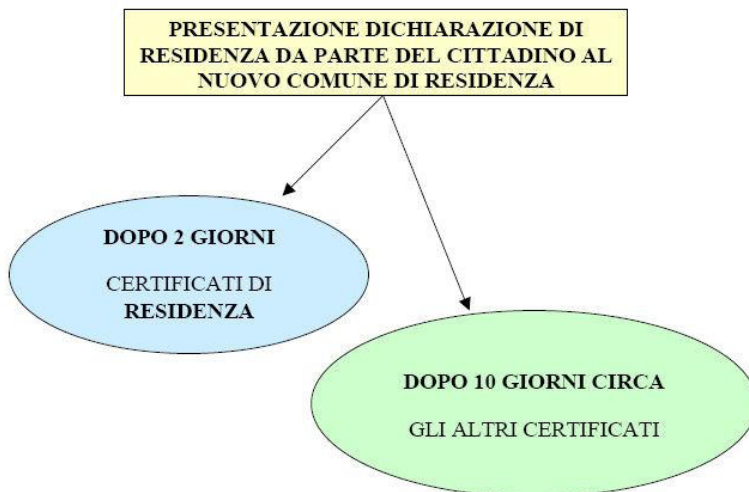 PRESENTAZIONE DICHIARAZIONE DI
RESIDENZA DA PARTE DEL CITTADINO AL
NUOVO COMUNE DI RESIDENZA
DOPO 2 GIORNI
CERTIFICATI DI
RESIDENZA
DOPO 10 GIORNI CIRCA
GLI ALTRI CERTIFICATI